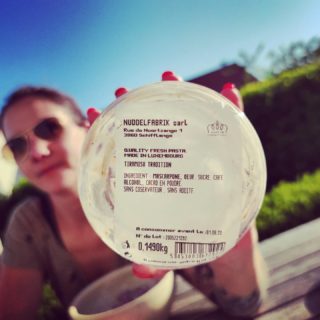 NUDDELFABRIK sarl
Rue de Noertzange 1
3860 Schifflange
QUALITY FRESH PASTA
MADE IN LUXEMBOURG
TIRAMISU TRADITION
INGREDIENT MASCARPONE, OEUF SUCRE CAFE
ALCOOL, CACAO EN POUDRE
SANS CONSERVATEUR SANS ADDITIF
A consommer avant Le:
N° de Lot:
0,1490kg